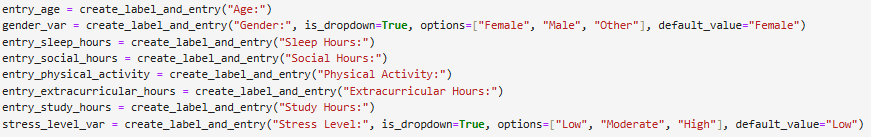 entry_age = create_label_and_entry("Age:")
gender_var = create_label_and_entry("Gender:", is_dropdown=True, options=["Female", "Male", "Other"], default_value="Female")
entry_sleep_hours = create_label_and_entry("Sleep Hours:")
entry_social_hours = create_label_and_entry("Social Hours:")
entry_physical_activity = create_label_and_entry("Physical Activity:")
entry_extracurricular_hours = create_label_and_entry("Extracurricular Hours:")
entry_study_hours = create_label_and_entry("Study Hours:")
stress_level_var = create_label_and_entry("Stress Level:", is_dropdown=True, options=["Low", "Moderate", "High"], default_value="Low")